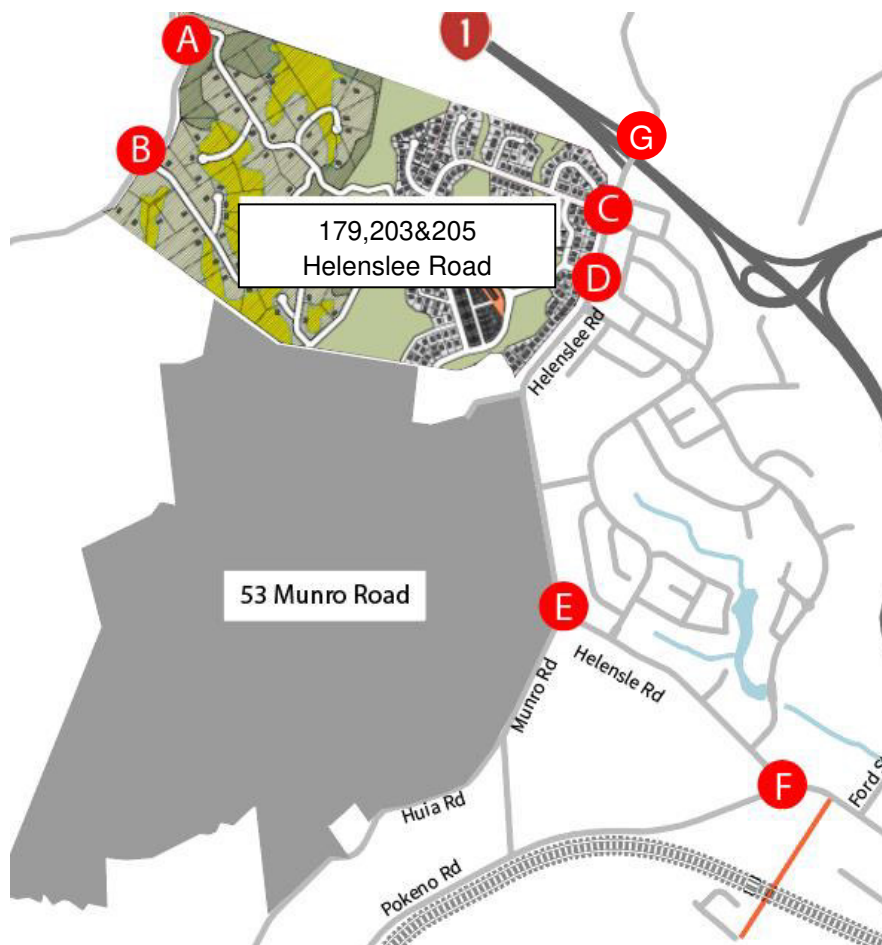 1
A
G
B
C
179,203&205
Helenslee Road
D
Helenslee Rd
53 Munro Road
E
Helensle Rd
Munro Rd
F
Ford S
Huia Rd
Pokeno Rd